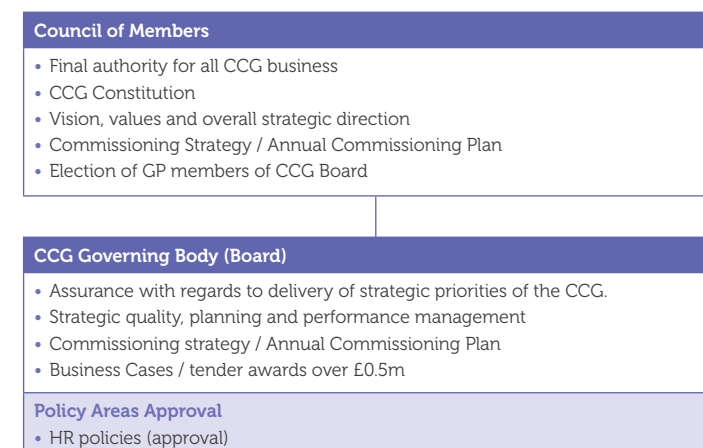 Council of Members
• Final authority for all CCG business
• CCG Constitution
• Vision, values and overall strategic direction
• Commissioning Strategy / Annual Commissioning Plan
• Election of GP members of CCG Board
CCG Governing Body (Board)
• Assurance with regards to delivery of strategic priorities of the CCG.
• Strategic quality, planning and performance management
• Commissioning strategy / Annual Commissioning Plan
• Business Cases / tender awards over £0.5m
Policy Areas Approval
• HR policies (approval)